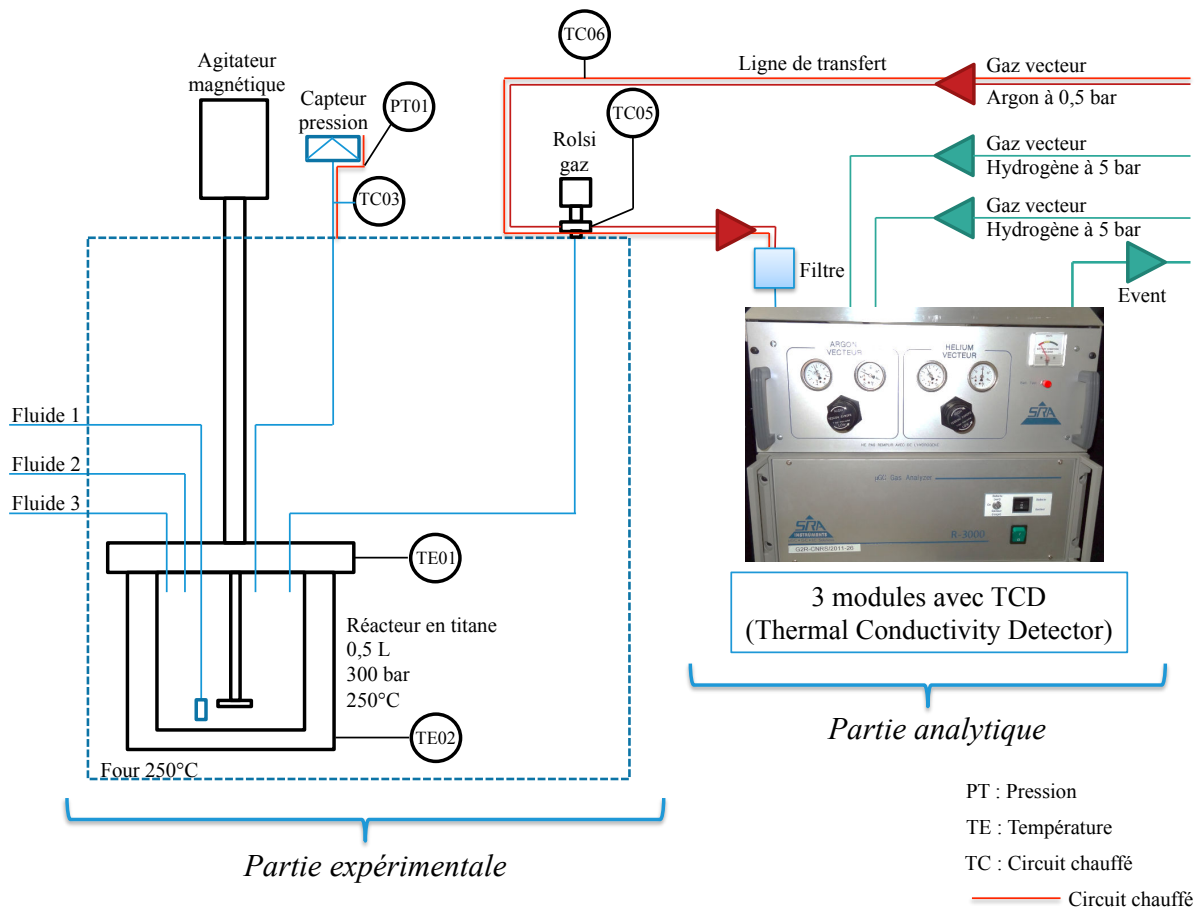 TC06
Agitateur
magnétique
Capteur
pression
PT01
TC03
Ligne de transfert
Gaz vecteur
Argon à 0,5 bar
TC05
Rolsi
gaz
Gaz vecteur
Hydrogène à 5 bar
Gaz vecteur
Hydrogène à 5 bar
Filtre
Event
ARGON
VECTEUR
HELIUM
VECTEUR
SRA
µGC Gas Analyzer
SRA
INSTRUMENTS
R-3000
G2R-CNRS/2011-26
Fluide 1
Fluide 2
Fluide 3
TE01
Réacteur en titane
0,5 L
300 bar
250°C
TE02
Four 250°C
3 modules avec TCD
(Thermal Conductivity Detector)
Partie analytique
Partie expérimentale
PT : Pression
TE : Température
TC : Circuit chauffé
Circuit chauffé